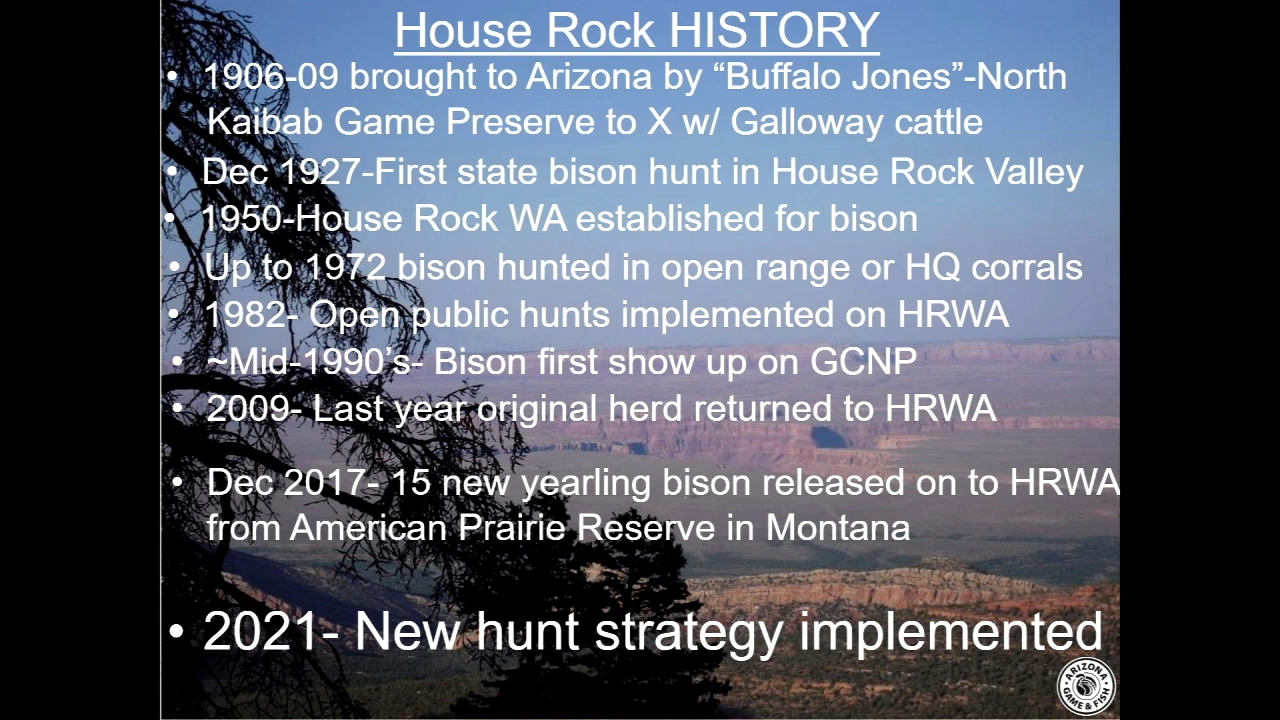 House Rock HISTORY
• 1906-09 brought to Arizona by “Buffalo Jones”-North
Kaibab Game Preserve to X w/ Galloway cattle
• Dec 1927-First state bison hunt in House Rock Valley
• 1950-House Rock WA established for bison
• Up to 1972 bison hunted in open range or HQ corrals
• 1982- Open public hunts implemented on HRWA
• ~Mid-1990’s- Bison first show up on GCNP
• 2009- Last year original herd returned to HRWA
• Dec 2017- 15 new yearling bison released on to HRWA
from American Prairie Reserve in Montana
• 2021- New hunt strategy implemented
ARIZONA
GAME & FISH